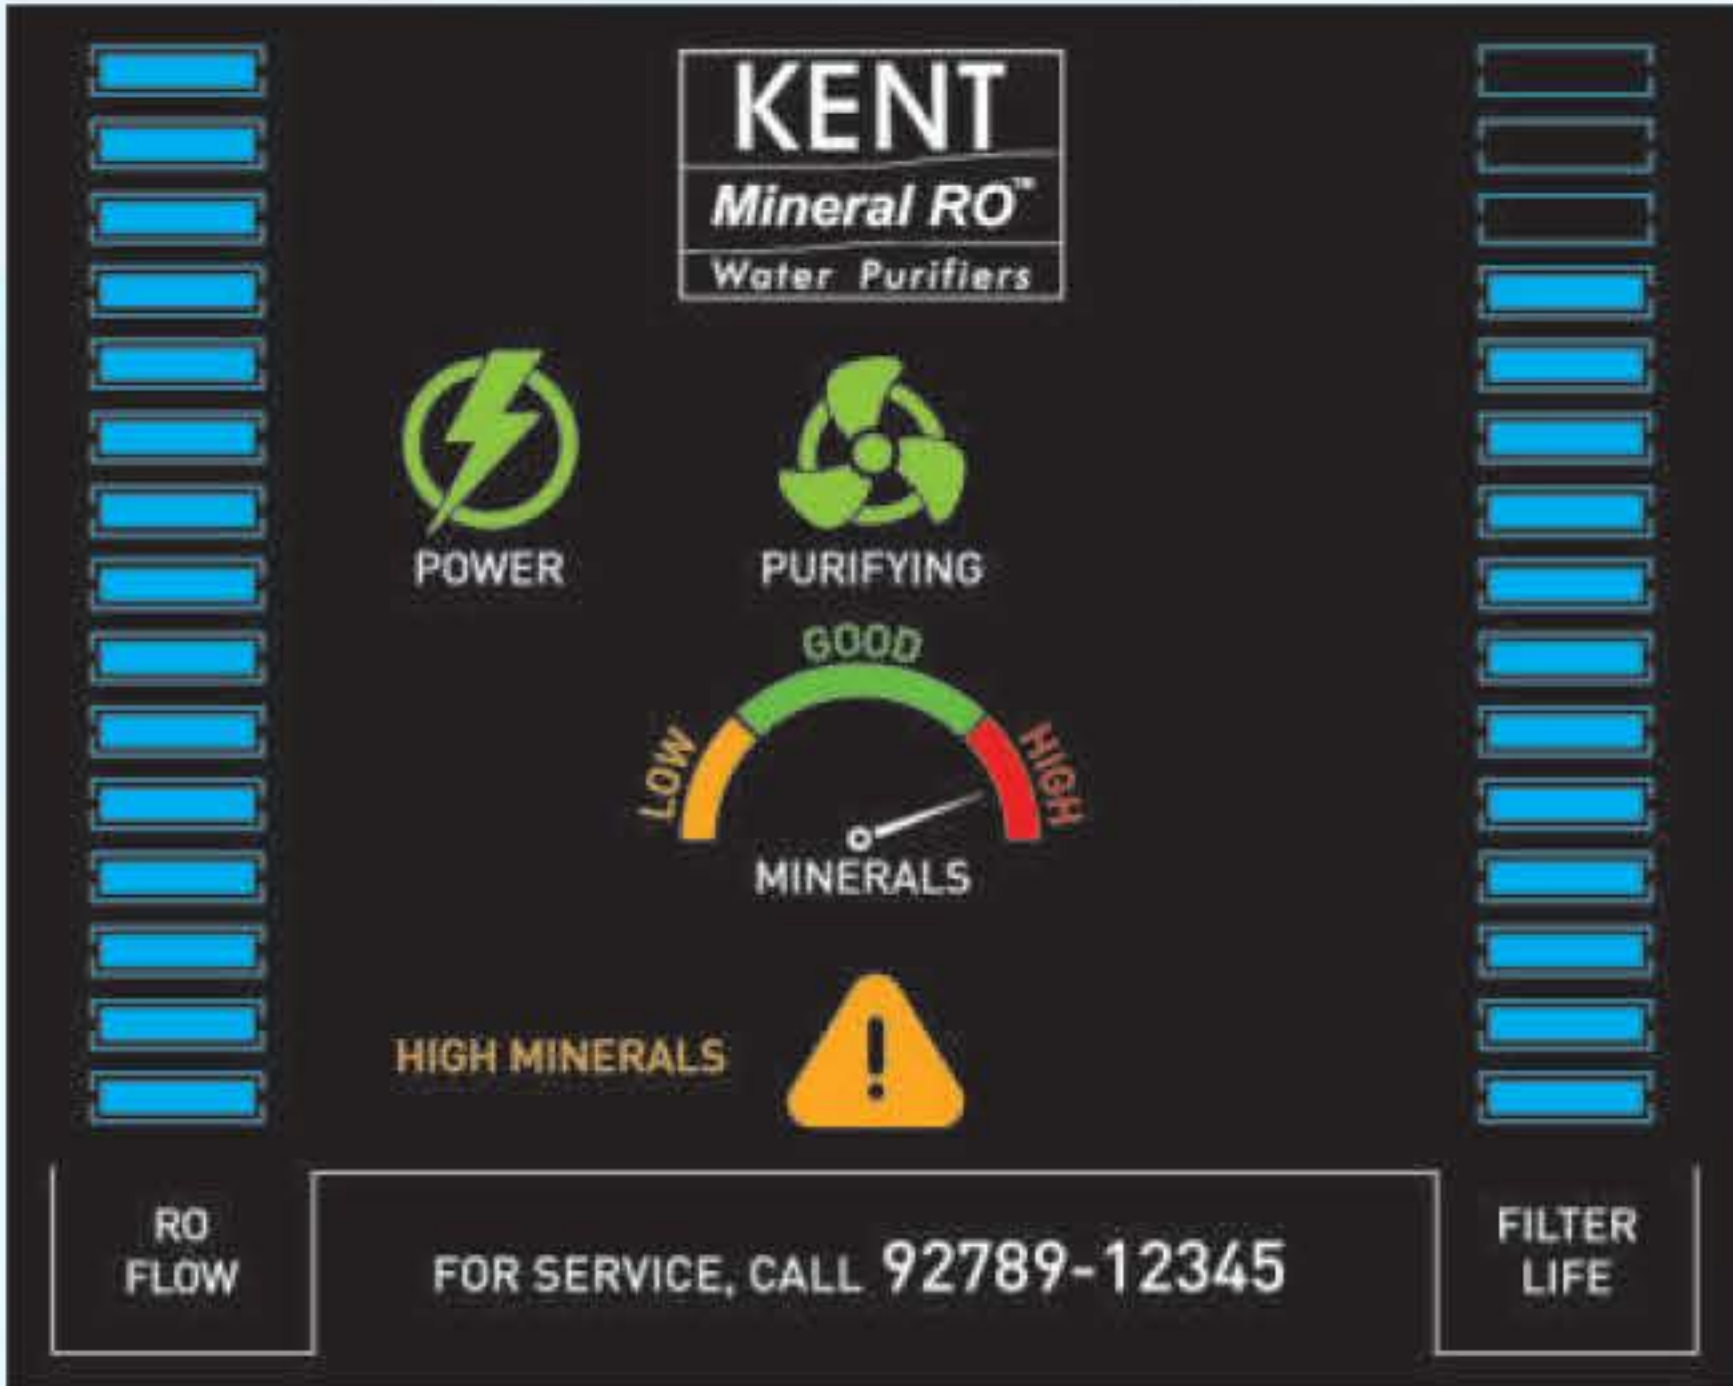 KENT
Mineral RO™
Water Purifiers
POWER
PURIFYING
GOOD
LOW
HIGH
MINERALS
HIGH MINERALS
RO
FLOW
FOR SERVICE, CALL 92789-12345
FILTER
LIFE